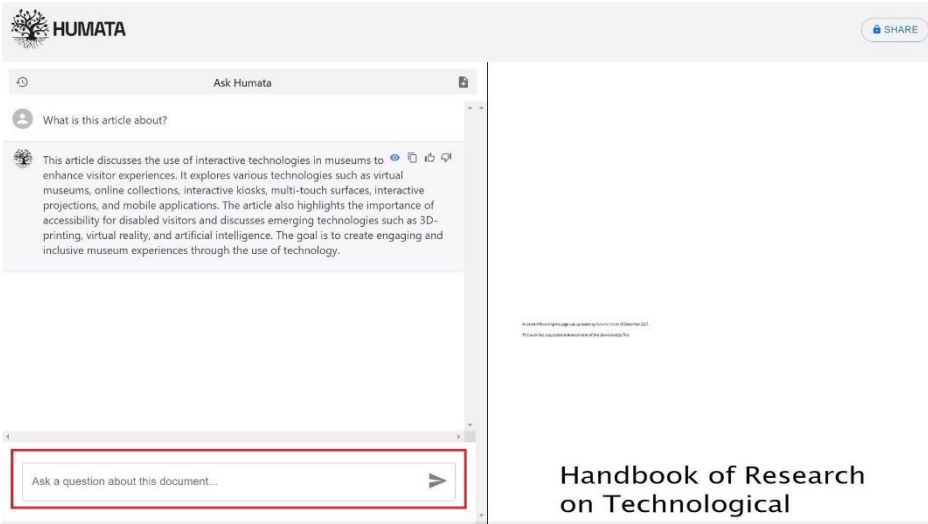 HUMATA
SHARE
Ask Humata
What is this article about?
This article discusses the use of interactive technologies in museums to
enhance visitor experiences. It explores various technologies such as virtual
museums, online collections, interactive kiosks, multi-touch surfaces, interactive
projections, and mobile applications. The article also highlights the importance of
accessibility for disabled visitors and discusses emerging technologies such as 3D-
printing, virtual reality, and artificial intelligence. The goal is to create engaging and
inclusive museum experiences through the use of technology.
Ask a question about this document...
Handbook of Research
on Technological